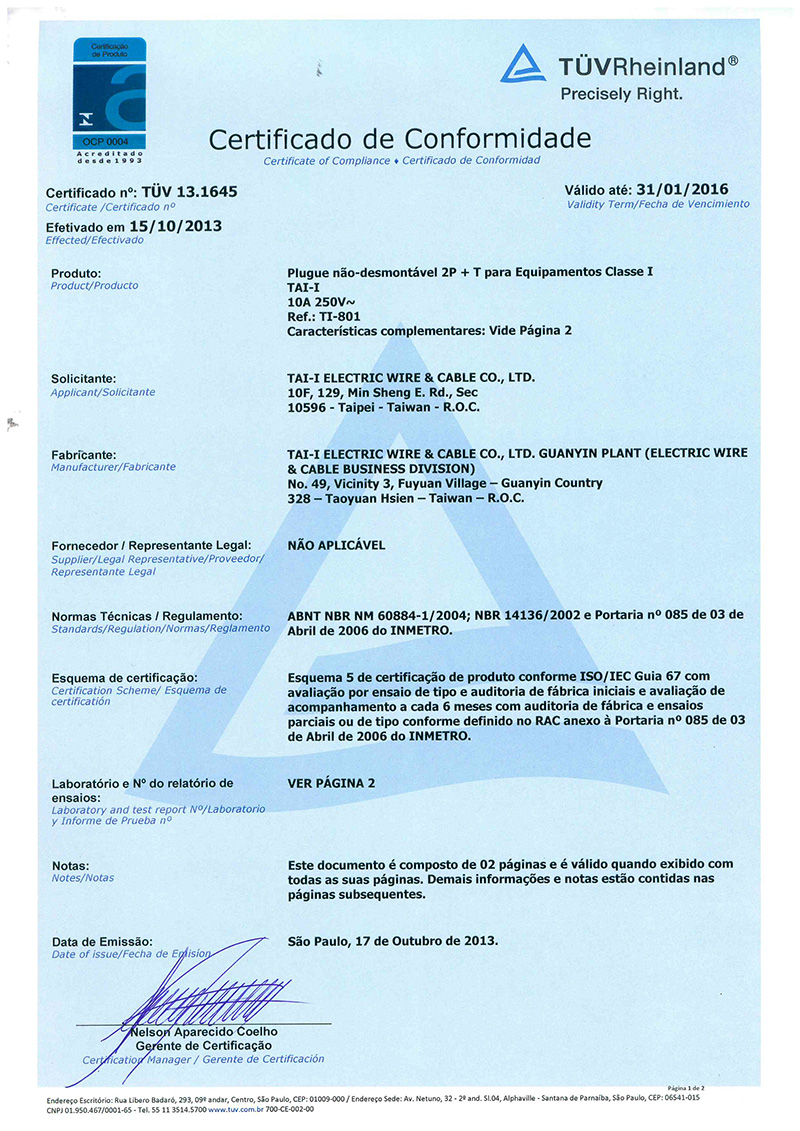 Certificação
de Produto
OCP 0004
Acreditado
desde 1993
TÜVRheinland®
Precisely Right.
Certificado de Conformidade
Certificate of Compliance ♦ Certificado de Conformidad
Certificado nº: TÜV 13.1645
Certificate /Certificado nº
Válido até: 31/01/2016
Validity Term/Fecha de Vencimiento
Efetivado em 15/10/2013
Effected/Efectivado
Produto:
Product/Producto
Plugue não-desmontável 2P + T para Equipamentos Classe I
TAI-I
10A 250V~
Ref.: TI-801
Características complementares: Vide Página 2
Solicitante:
Applicant/Solicitante
TAI-I ELECTRIC WIRE & CABLE CO., LTD.
10F, 129, Min Sheng E. Rd., Sec
10596 - Taipei - Taiwan - R.O.C.
Fabricante:
Manufacturer/Fabricante
TAI-I ELECTRIC WIRE & CABLE CO., LTD. GUANYIN PLANT (ELECTRIC WIRE
& CABLE BUSINESS DIVISION)
No. 49, Vicinity 3, Fuyuan Village – Guanyin Country
328 – Taoyuan Hsien – Taiwan – R.O.C.
Fornecedor / Representante Legal:
Supplier/Legal Representative/Proveedor/
Representante Legal
NÃO APLICÁVEL
Normas Técnicas / Regulamento:
Standards/Regulation/Normas/Reglamento
ABNT NBR NM 60884-1/2004; NBR 14136/2002 e Portaria nº 085 de 03 de
Abril de 2006 do INMETRO.
Esquema de certificação:
Certification Scheme/ Esquema de
certificatión
Esquema 5 de certificação de produto conforme ISO/IEC Guia 67 com
avaliação por ensaio de tipo e auditoria de fábrica iniciais e avaliação de
acompanhamento a cada 6 meses com auditoria de fábrica e ensaios
parciais ou de tipo conforme definido no RAC anexo à Portaria nº 085 de 03
de Abril de 2006 do INMETRO.
Laboratório e Nº do relatório de
ensaios:
Laboratory and test report Nº/Laboratorio
y Informe de Prueba nº
VER PÁGINA 2
Notas:
Notes/Notas
Este documento é composto de 02 páginas e é válido quando exibido com
todas as suas páginas. Demais informações e notas estão contidas nas
páginas subsequentes.
Data de Emissão:
Date of issue/Fecha de Emision
São Paulo, 17 de Outubro de 2013.
Nelson Aparecido Coelho
Gerente de Certificação
Certification Manager / Gerente de Certificación
Página 1 de 2
Endereço Escritório: Rua Libero Badaró, 293, 09º andar, Centro, São Paulo, CEP: 01009-000 / Endereço Sede: Av. Netuno, 32 - 2º and. Sl.04, Alphaville - Santana de Parnaíba, São Paulo, CEP: 06541-015
CNPJ 01.950.467/0001-65 - Tel. 55 11 3514.5700 www.tuv.com.br 700-CE-002-00